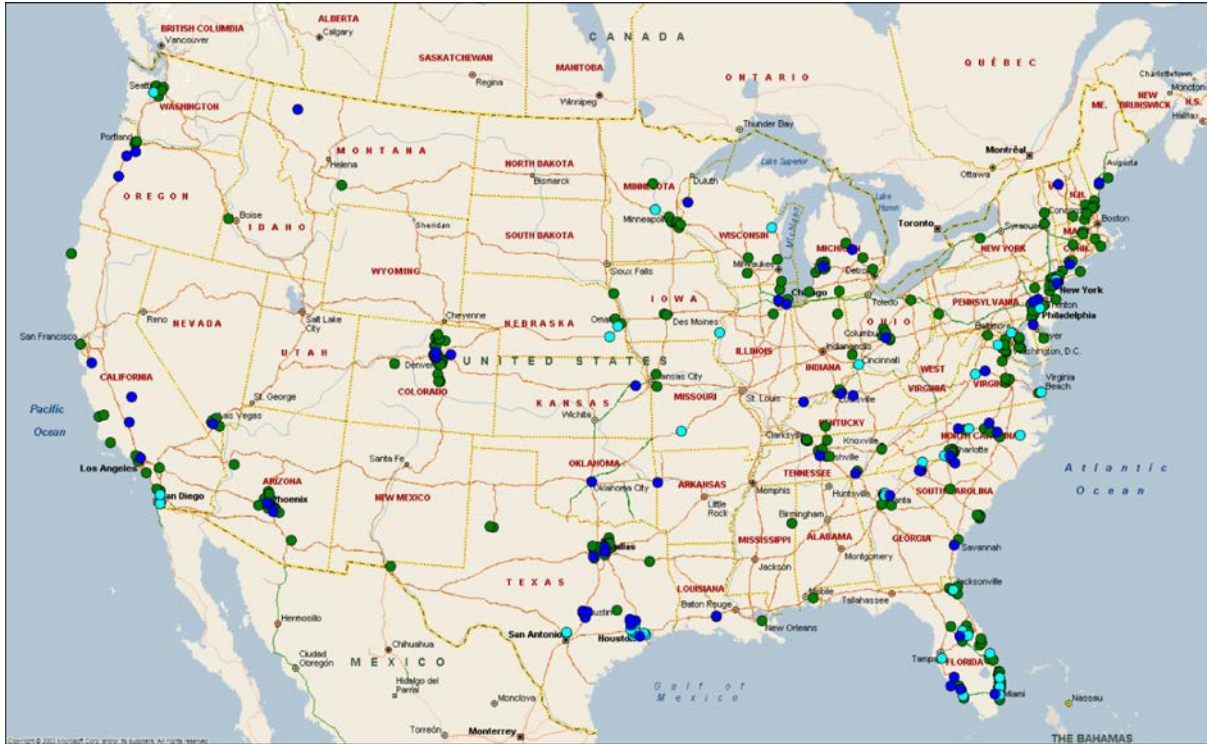 BRITISH COLUMBIA
Vancouver
ALBERTA
Calgary
SASKATCHEWAN
Regina
MANITOBA
Winnipeg
CANADA
ONTARIO
Thunder Bay
QUÉBEC
Charlottetown
Moncton
NEW
BRUNSWICK
N.S.
Halifax
ME.
Montréal
Ottawa
Augusta
Lake Superior
Lake
Huron
L. Michigan
Toronto
WASHINGTON
Portland
OREGON
MONTANA
Helena
NORTH DAKOTA
Bismarck
MINNESOTA
Duluth
Minneapolis
WISCONSIN
Milwaukee
MICHIGAN
Detroit
N.H.
Boston
Syracuse
NEW YORK
New York
Boise
IDAHO
Sheridan
SOUTH DAKOTA
Sioux Falls
WYOMING
Cheyenne
NEBRASKA
Omaha
IOWA
Des Moines
Chicago
Toledo
OHIO
PENNSYLVANIA
Trenton
Philadelphia
Baltimore
Washington, D.C.
Reno
NEVADA
Salt Lake
City
UTAH
San Francisco
CALIFORNIA
Denver
COLORADO
UNITED STATES
Kansas City
KANSAS
Wichita
MISSOURI
St. Louis
ILLINOIS
INDIANA
Indianapolis
Cincinnati
Columbus
WEST
VIRGINIA
VIRGINIA
Virginia
Beach
Louisville
KENTUCKY
Clarksville
Nashville
Knoxville
TENNESSEE
Memphis
Huntsville
NORTH CAROLINA
Charlotte
SOUTH CAROLINA
Pacific
Ocean
St. George
Las Vegas
Los Angeles
San Diego
ARIZONA
Phoenix
Santa Fe
NEW MEXICO
OKLAHOMA
Oklahoma City
ARKANSAS
Little
Rock
Atlanta
Birmingham
MISSISSIPPI
Jackson
ALABAMA
Montgomery
GEORGIA
Savannah
Atlantic
Ocean
TEXAS
Dallas
Austin
San Antonio
Houston
LOUISIANA
Baton Rouge
New Orleans
Mobile
Tallahassee
Jacksonville
Tampa
FLORIDA
Miami
Nassau
THE BAHAMAS
Gulf of
Mexico
Hermosillo
Chihuahua
Ciudad
Obregón
MEXICO
Hidalgo del
Parral
Monclova
Torreón
Monterrey